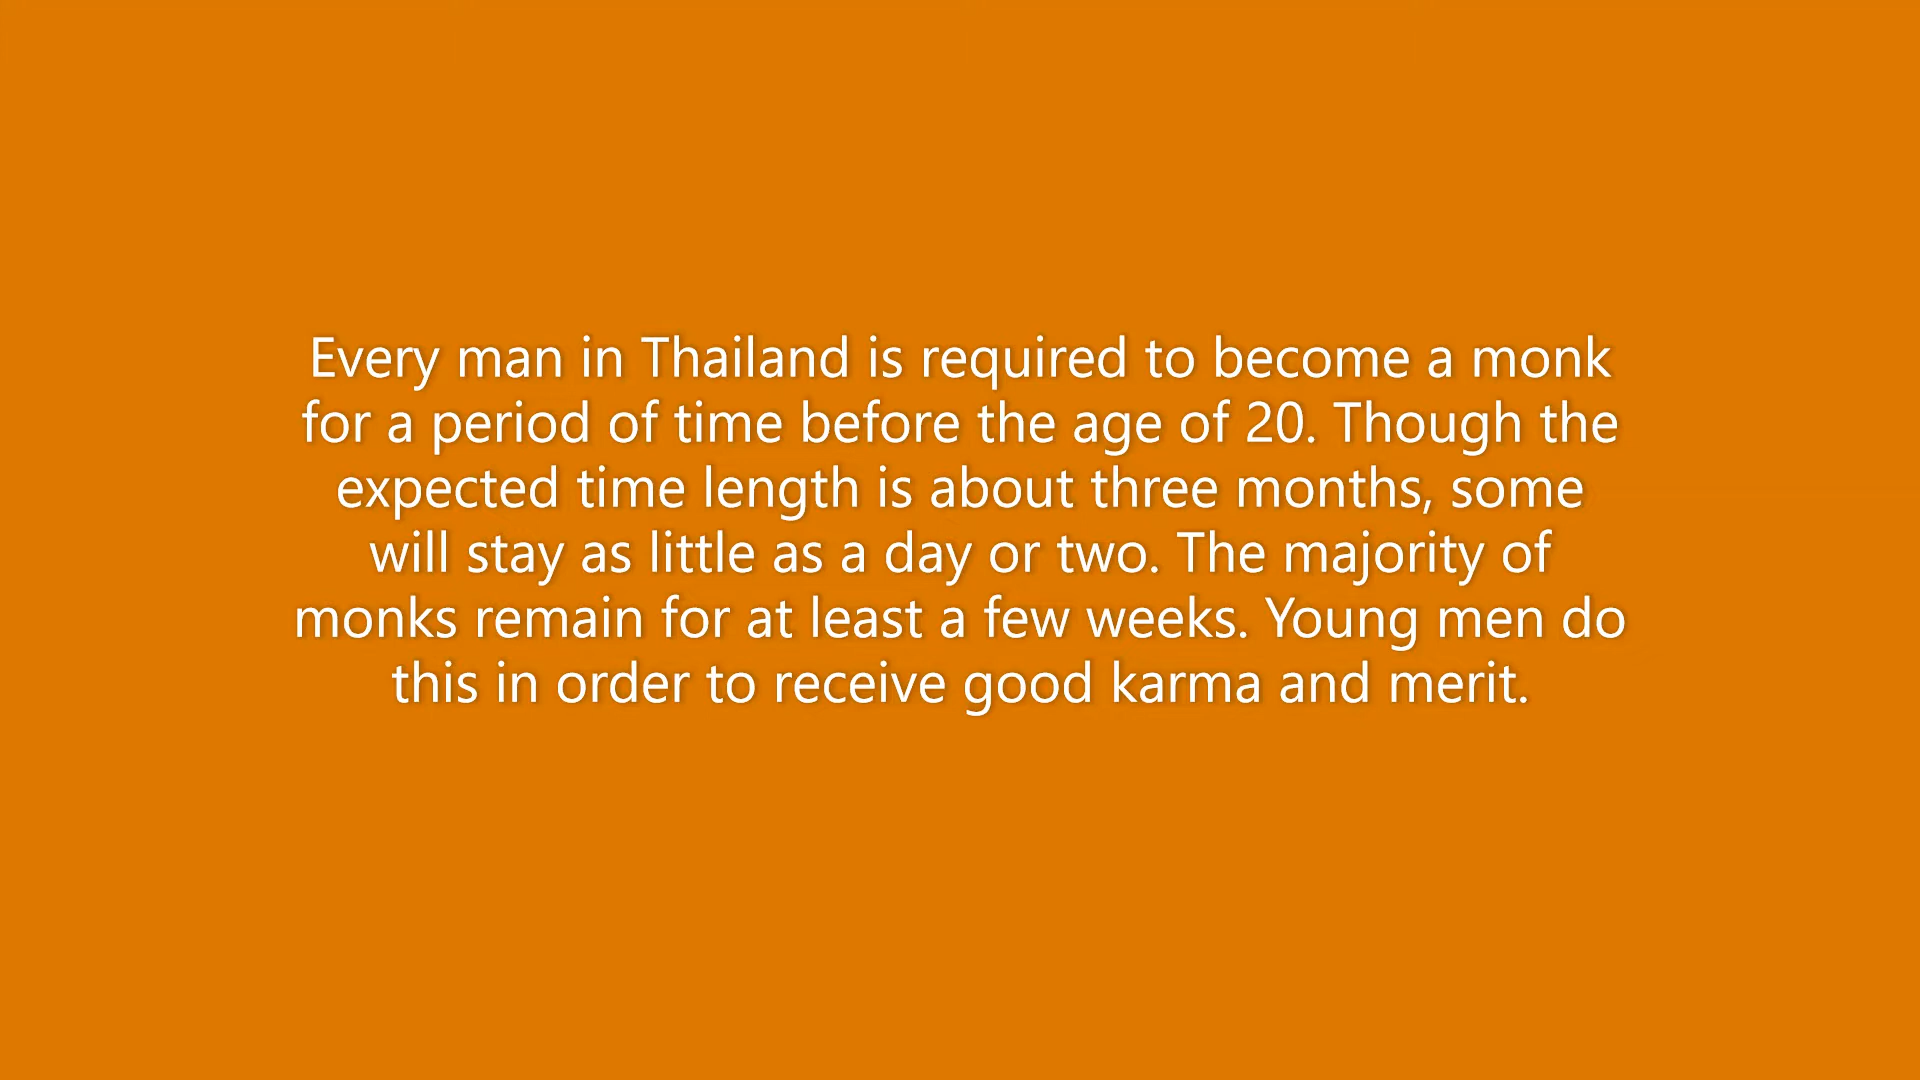 Every man in Thailand is required to become a monk
for a period of time before the age of 20. Though the
expected time length is about three months, some
will stay as little as a day or two. The majority of
monks remain for at least a few weeks. Young men do
this in order to receive good karma and merit.